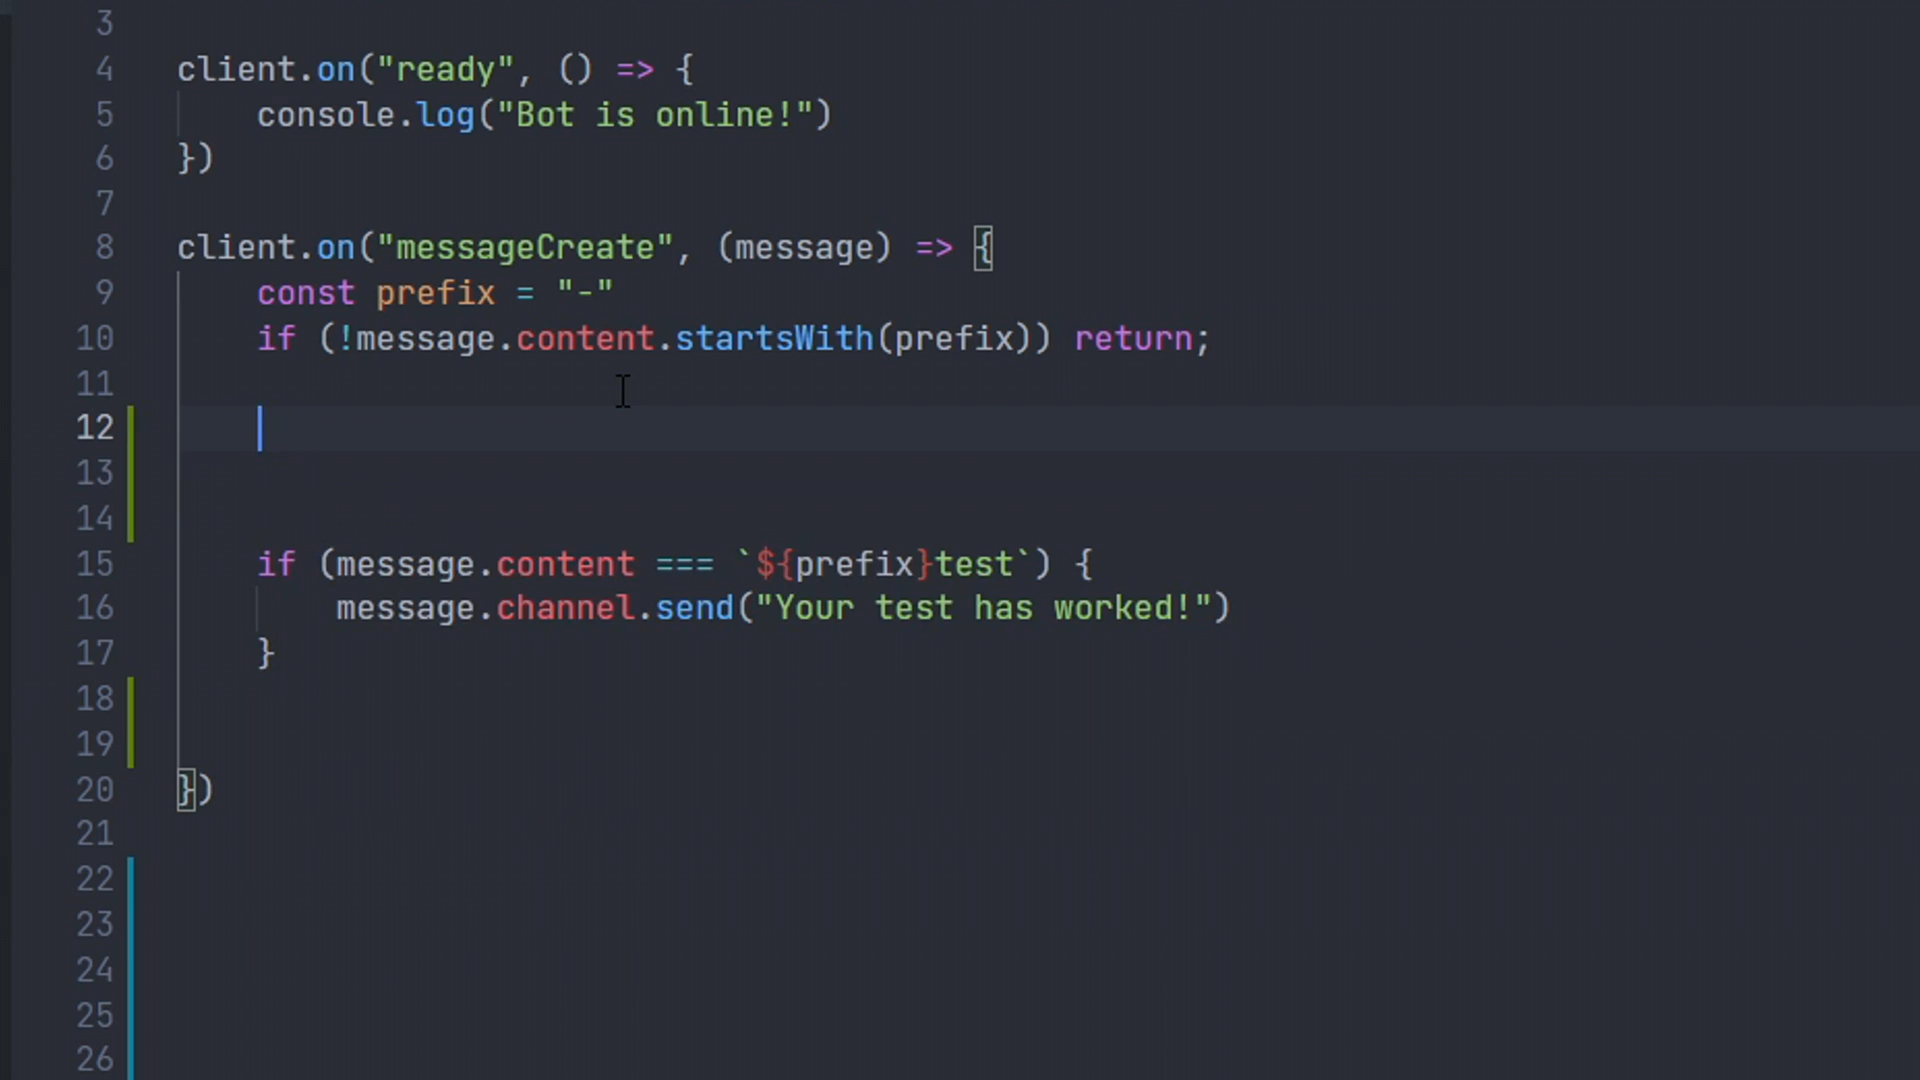 3
4 client.on("ready", () => {
5 console.log("Bot is online!")
6 })
7
8 client.on("messageCreate", (message) => {
9 const prefix = "-"
10 if (!message.content.startsWith(prefix)) return;
11
12
13
14
15 if (message.content === `${prefix}test`) {
16 message.channel.send("Your test has worked!")
17 }
18
19
20 })
21
22
23
24
25
26